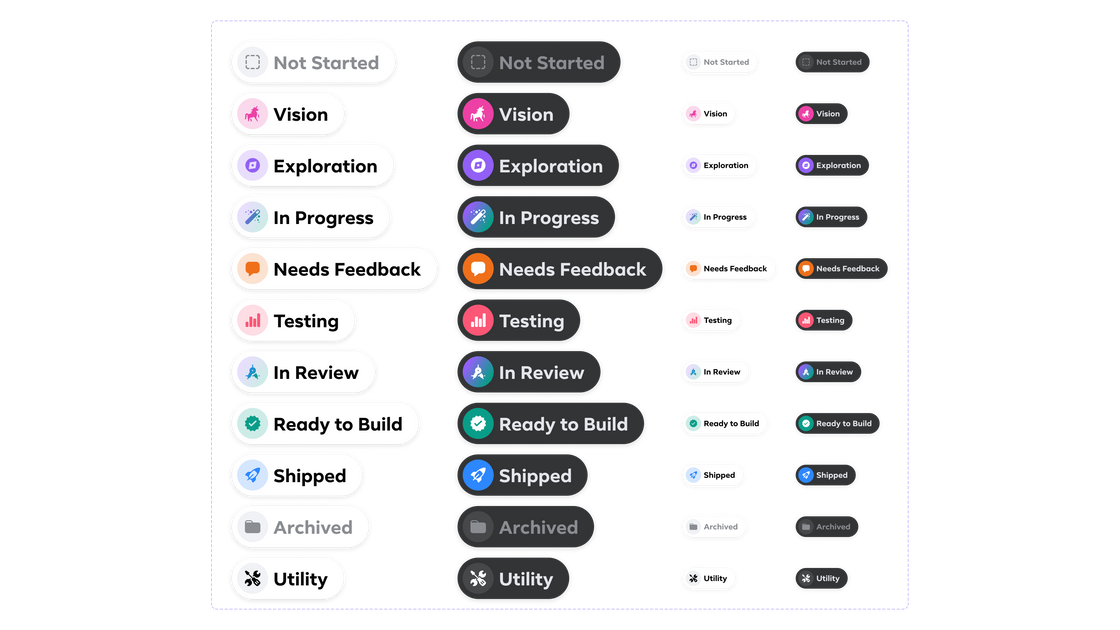 Not Started Not Started Not Started Not Started
Vision Vision Vision Vision
Exploration Exploration Exploration Exploration
In Progress In Progress In Progress In Progress
Needs Feedback Needs Feedback Needs Feedback Needs Feedback
Testing Testing Testing Testing
In Review In Review In Review In Review
Ready to Build Ready to Build Ready to Build Ready to Build
Shipped Shipped Shipped Shipped
Archived Archived Archived Archived
Utility Utility Utility Utility